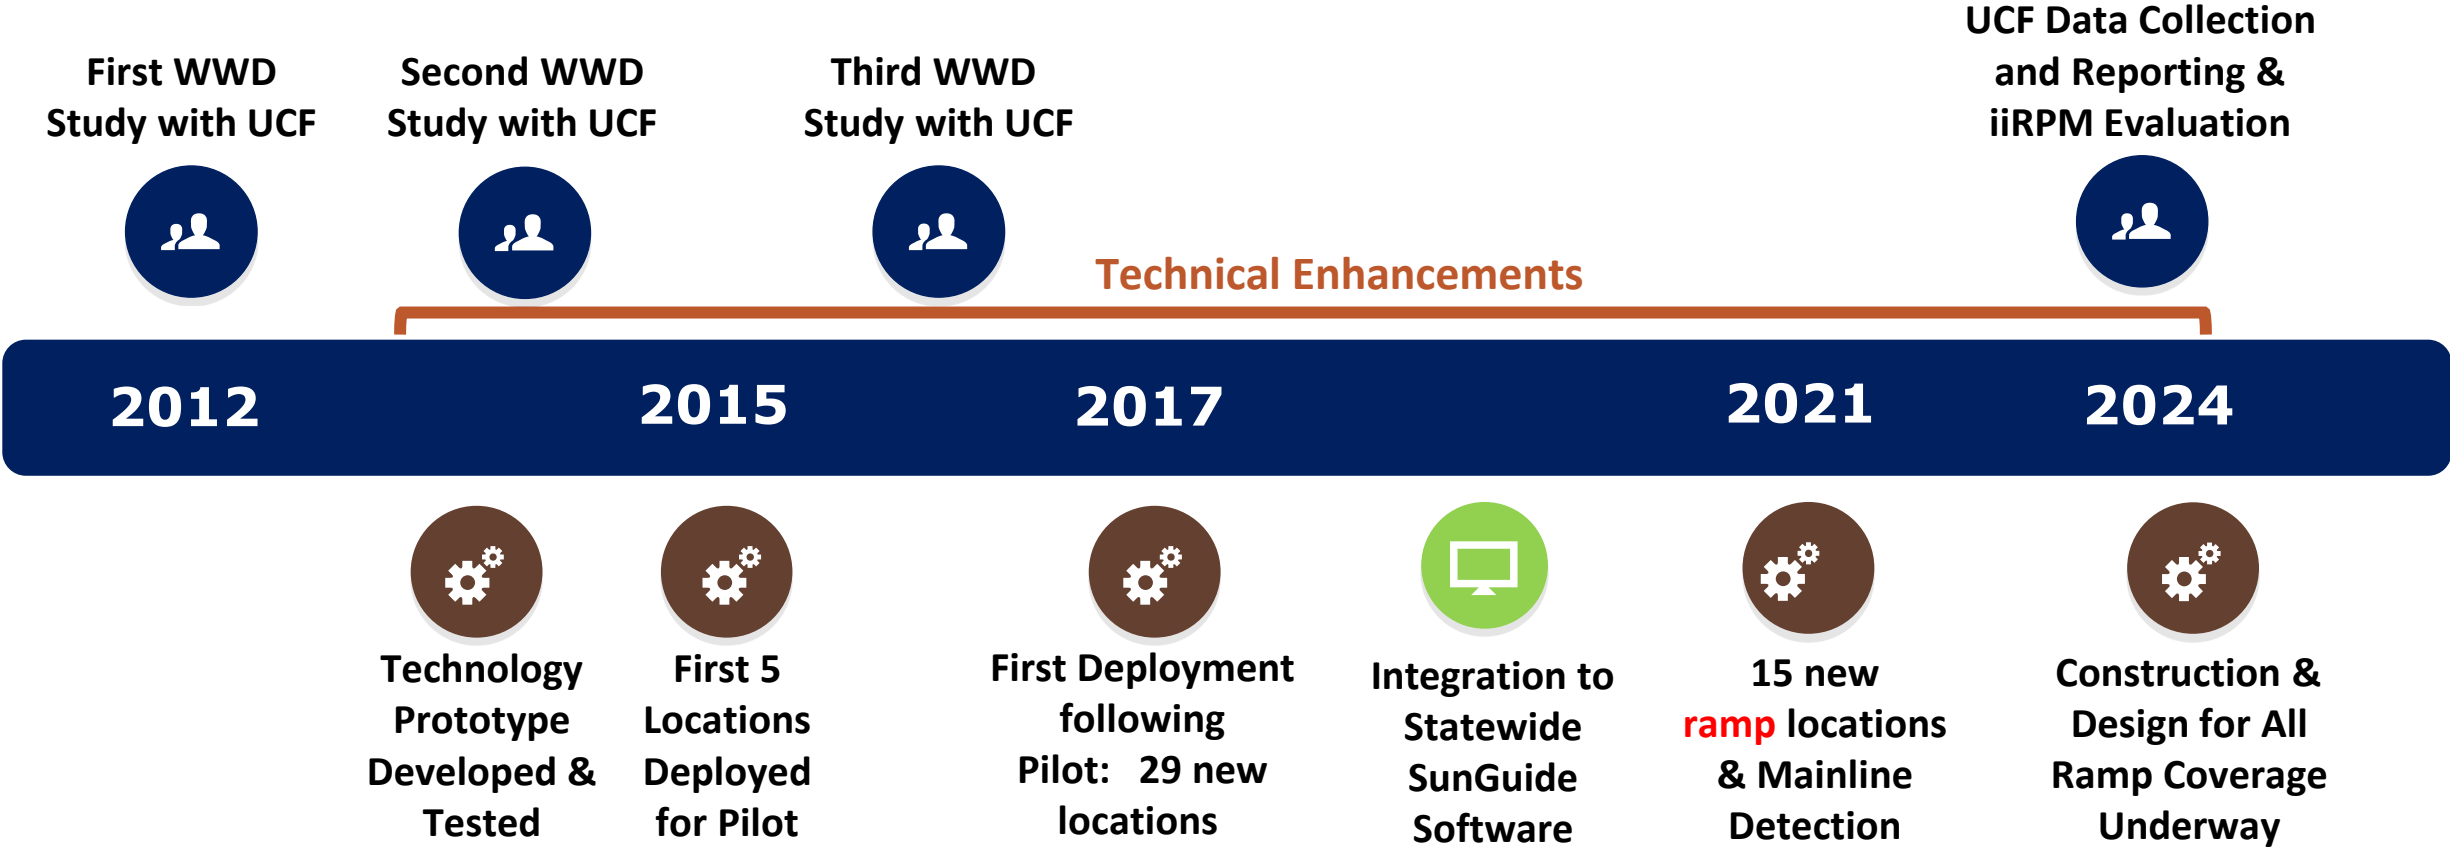 First WWD
Study with UCF
Second WWD
Study with UCF
Third WWD
Study with UCF
UCF Data Collection
and Reporting &
iiRPM Evaluation
Technical Enhancements
2012
2015
2017
2021
2024
Technology
Prototype
Developed &
Tested
First 5
Locations
Deployed
for Pilot
First Deployment
following
Pilot: 29 new
locations
Integration to
Statewide
SunGuide
Software
15 new
ramp locations
& Mainline
Detection
Construction &
Design for All
Ramp Coverage
Underway